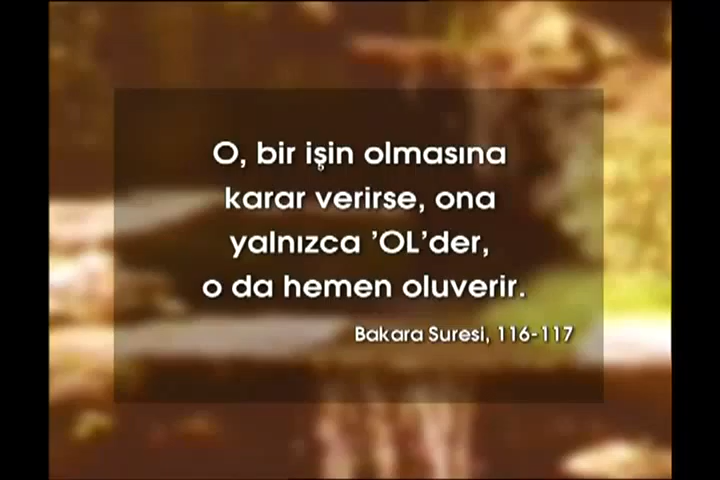 O, bir işin olmasına
karar verirse, ona
yalnızca 'OL'der,
o da hemen oluverir.
Bakara Suresi, 116-117